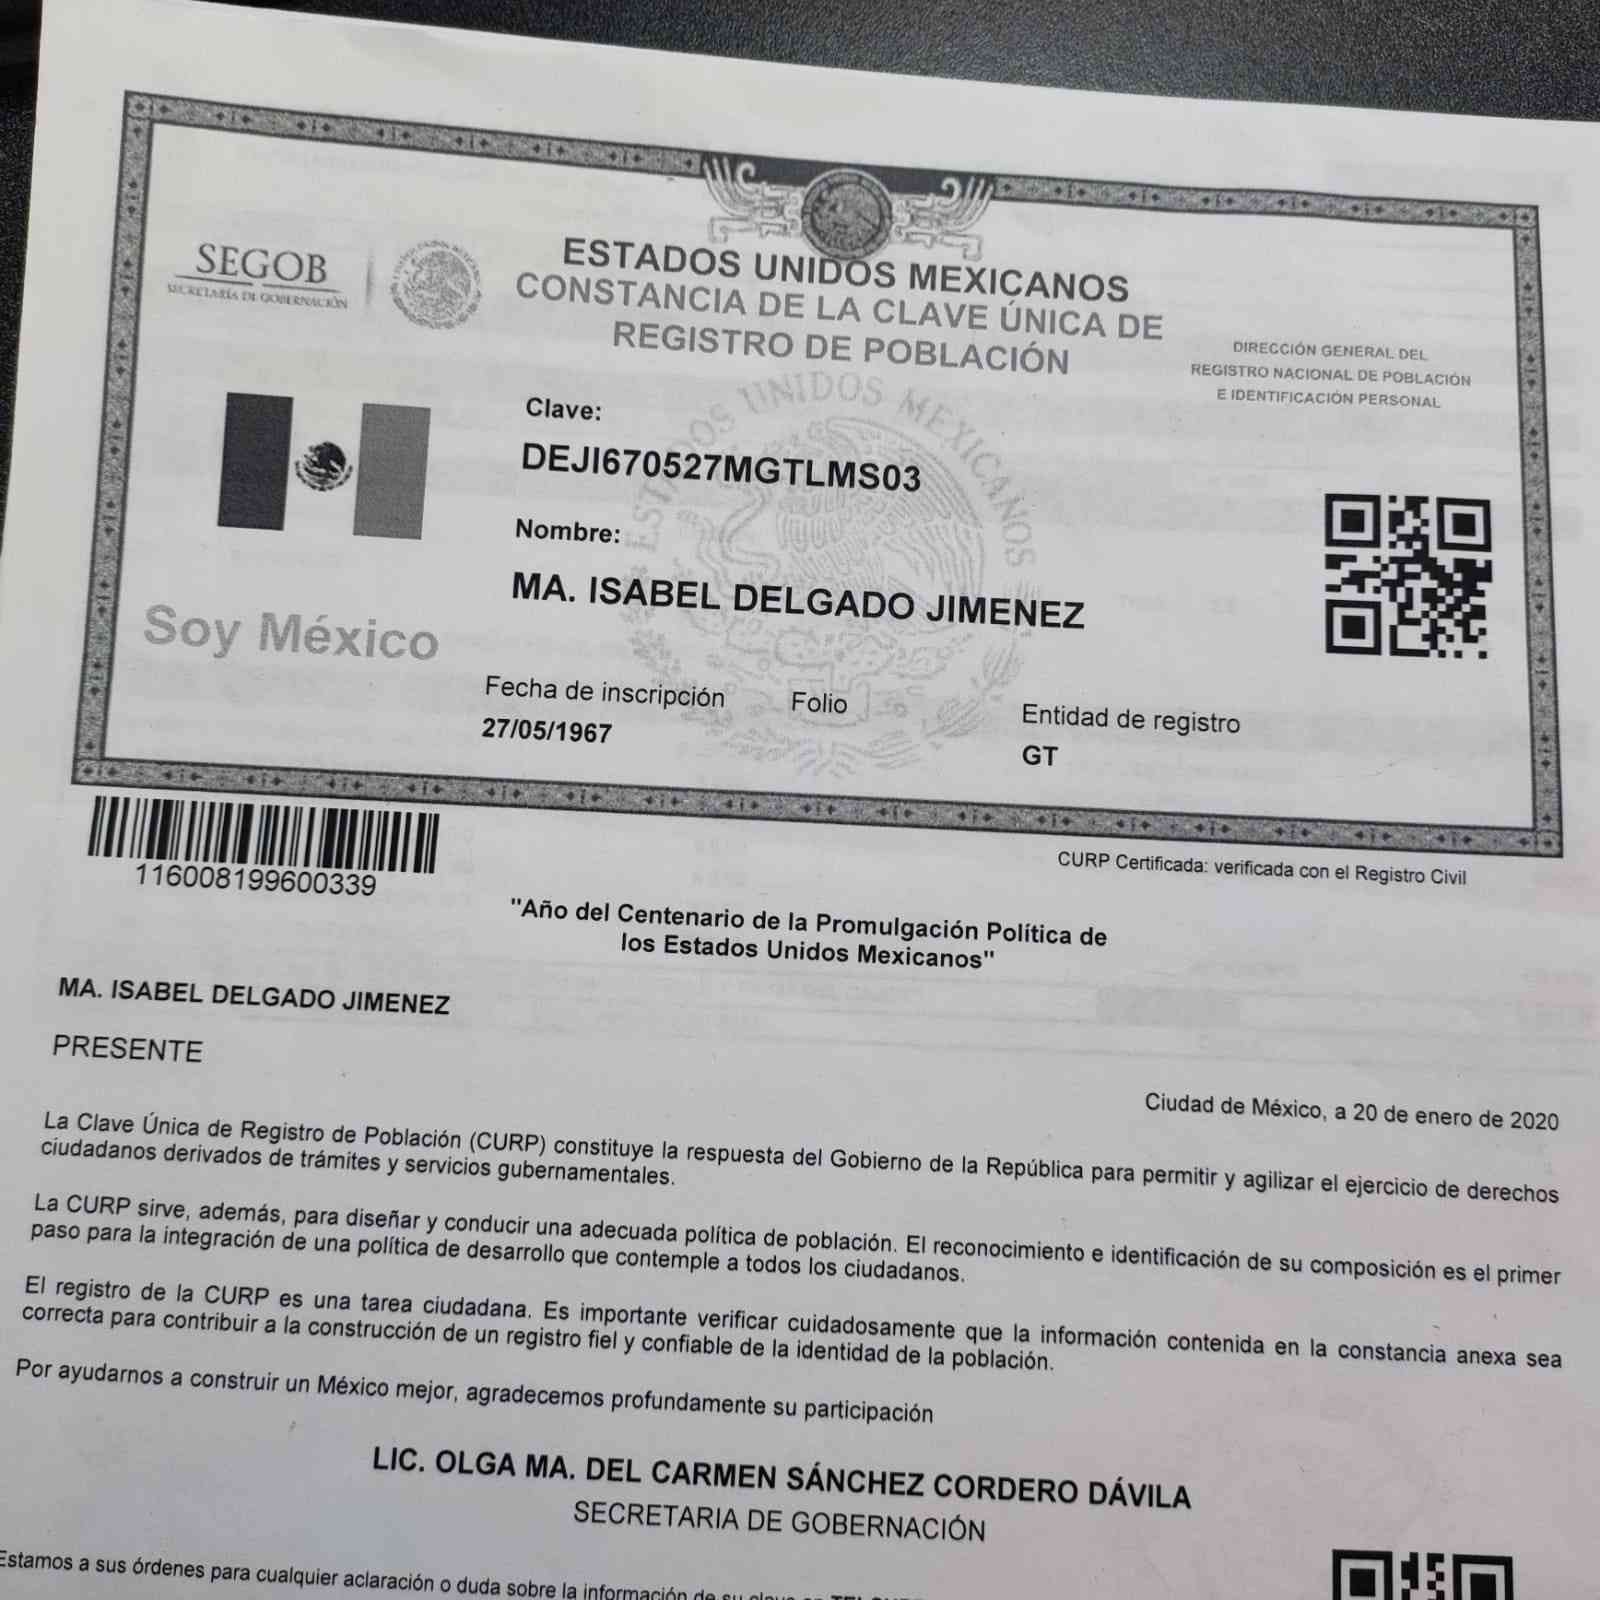 SEGOB
SECRETARÍA DE GOBERNACIÓN
ESTADOS UNIDOS MEXICANOS
CONSTANCIA DE LA CLAVE ÚNICA DE
REGISTRO DE POBLACIÓN
DIRECCIÓN GENERAL DEL
REGISTRO NACIONAL DE POBLACIÓN
E IDENTIFICACIÓN PERSONAL
ESTADOS UNIDOS MEXICANOS
Clave:
DEJI670527MGTLMS03
Nombre:
MA. ISABEL DELGADO JIMENEZ
Soy México
Fecha de inscripción Folio Entidad de registro
27/05/1967 GT
116008199600339
CURP Certificada: verificada con el Registro Civil
"Año del Centenario de la Promulgación Política de
los Estados Unidos Mexicanos"
MA. ISABEL DELGADO JIMENEZ
PRESENTE
Ciudad de México, a 20 de enero de 2020
La Clave Única de Registro de Población (CURP) constituye la respuesta del Gobierno de la República para permitir y agilizar el ejercicio de derechos
ciudadanos derivados de trámites y servicios gubernamentales.
La CURP sirve, además, para diseñar y conducir una adecuada política de población. El reconocimiento e identificación de su composición es el primer
paso para la integración de una política de desarrollo que contemple a todos los ciudadanos.
El registro de la CURP es una tarea ciudadana. Es importante verificar cuidadosamente que la información contenida en la constancia anexa sea
correcta para contribuir a la construcción de un registro fiel y confiable de la identidad de la población.
Por ayudarnos a construir un México mejor, agradecemos profundamente su participación
LIC. OLGA MA. DEL CARMEN SÁNCHEZ CORDERO DÁVILA
SECRETARIA DE GOBERNACIÓN
Estamos a sus órdenes para cualquier aclaración o duda sobre la información de su clave en